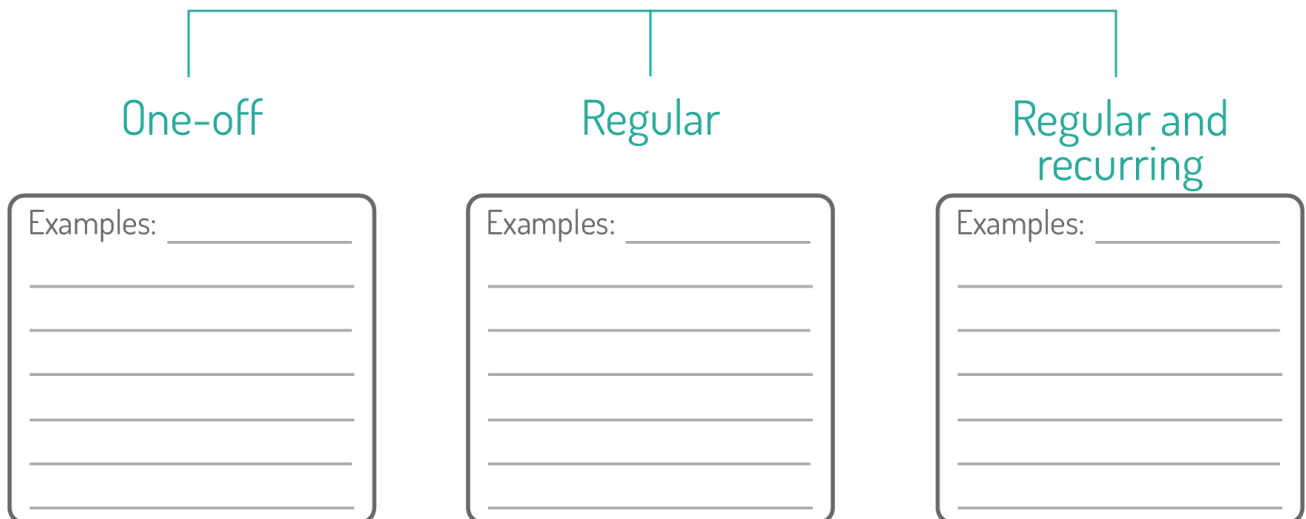 One-off
Regular
Regular and
recurring
Examples:
Examples:
Examples: